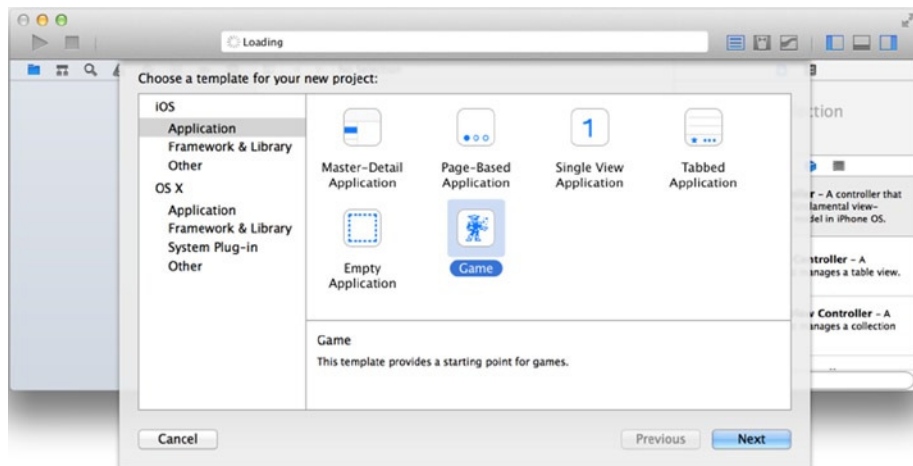 Loading
Choose a template for your new project:
iOS
Application
Framework & Library
Other
OS X
Application
Framework & Library
System Plug-in
Other
Master-Detail
Application
Page-Based
Application
1
Single View
Application
Tabbed
Application
Empty
Application
Game
Game
This template provides a starting point for games.
Cancel
Previous
Next
ction
r – A controller that
damental view-
del in iPhone OS.
ntroller – A
anages a table view.
w Controller – A
anages a collection